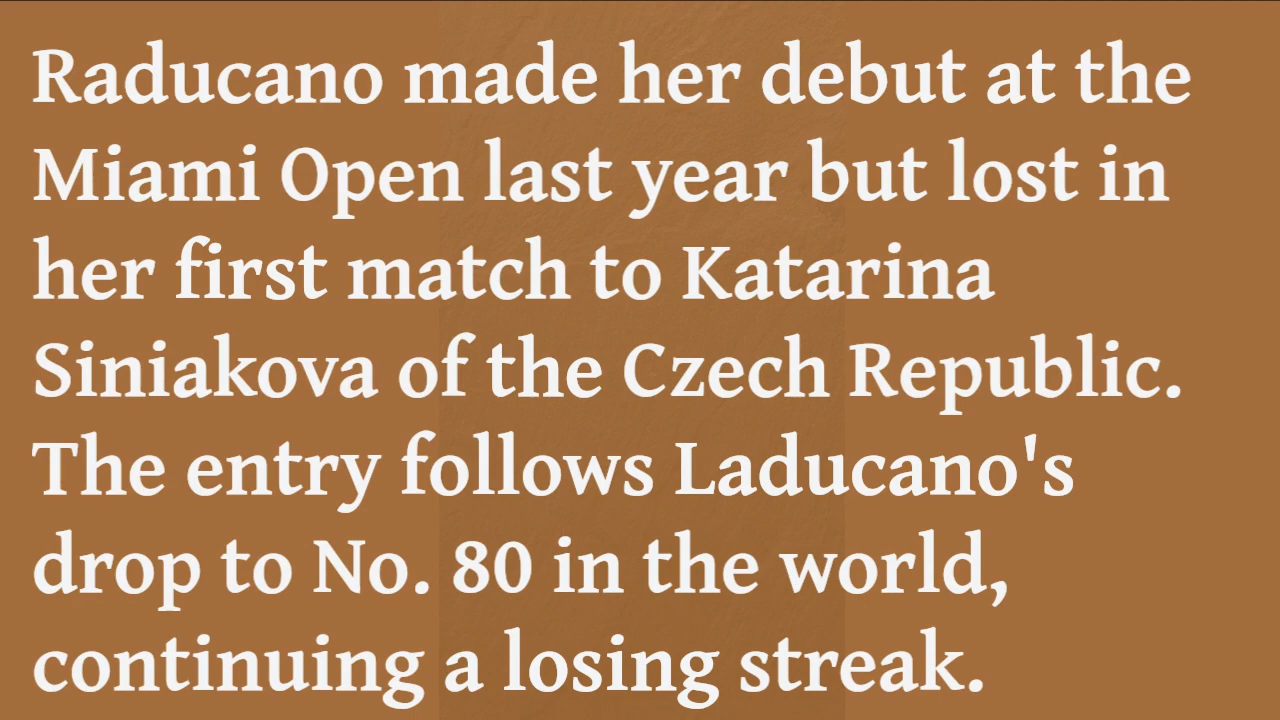 Raducano made her debut at the
Miami Open last year but lost in
her first match to Katarina
Siniakova of the Czech Republic.
The entry follows Laducano's
drop to No. 80 in the world,
continuing a losing streak.